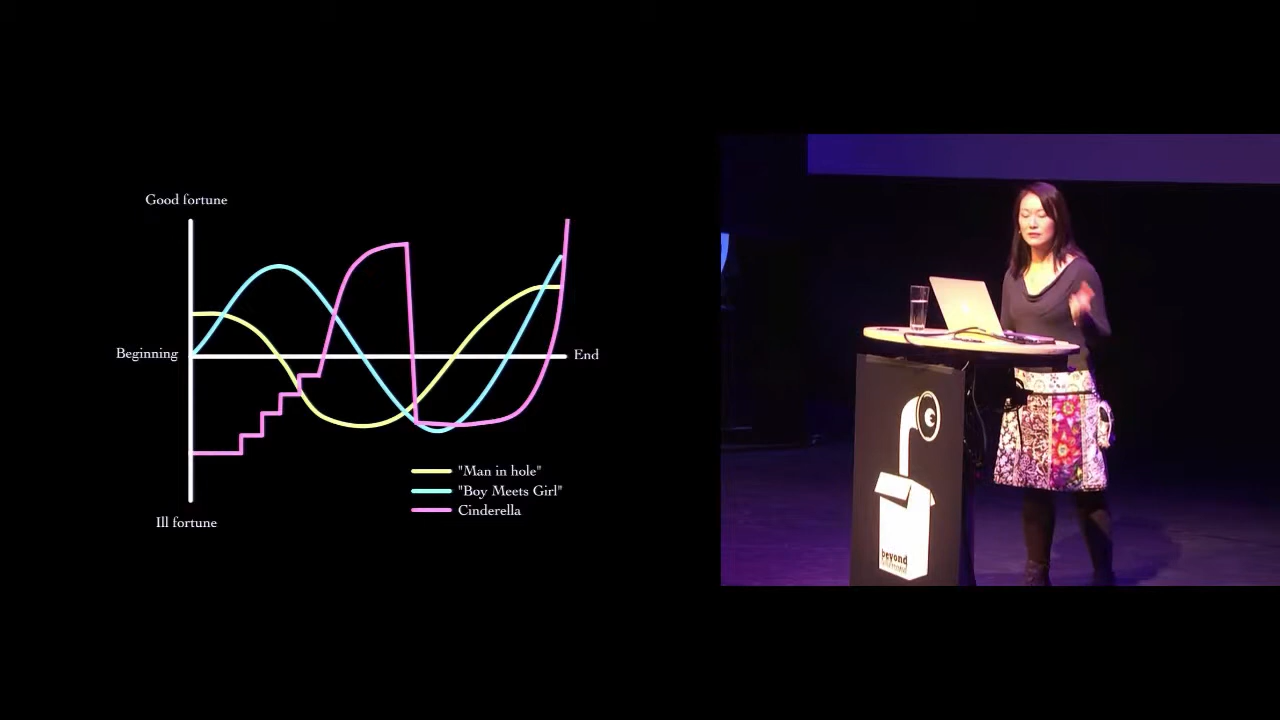 Good fortune
Beginning
End
Ill fortune
"Man in hole"
"Boy Meets Girl"
Cinderella
beyond